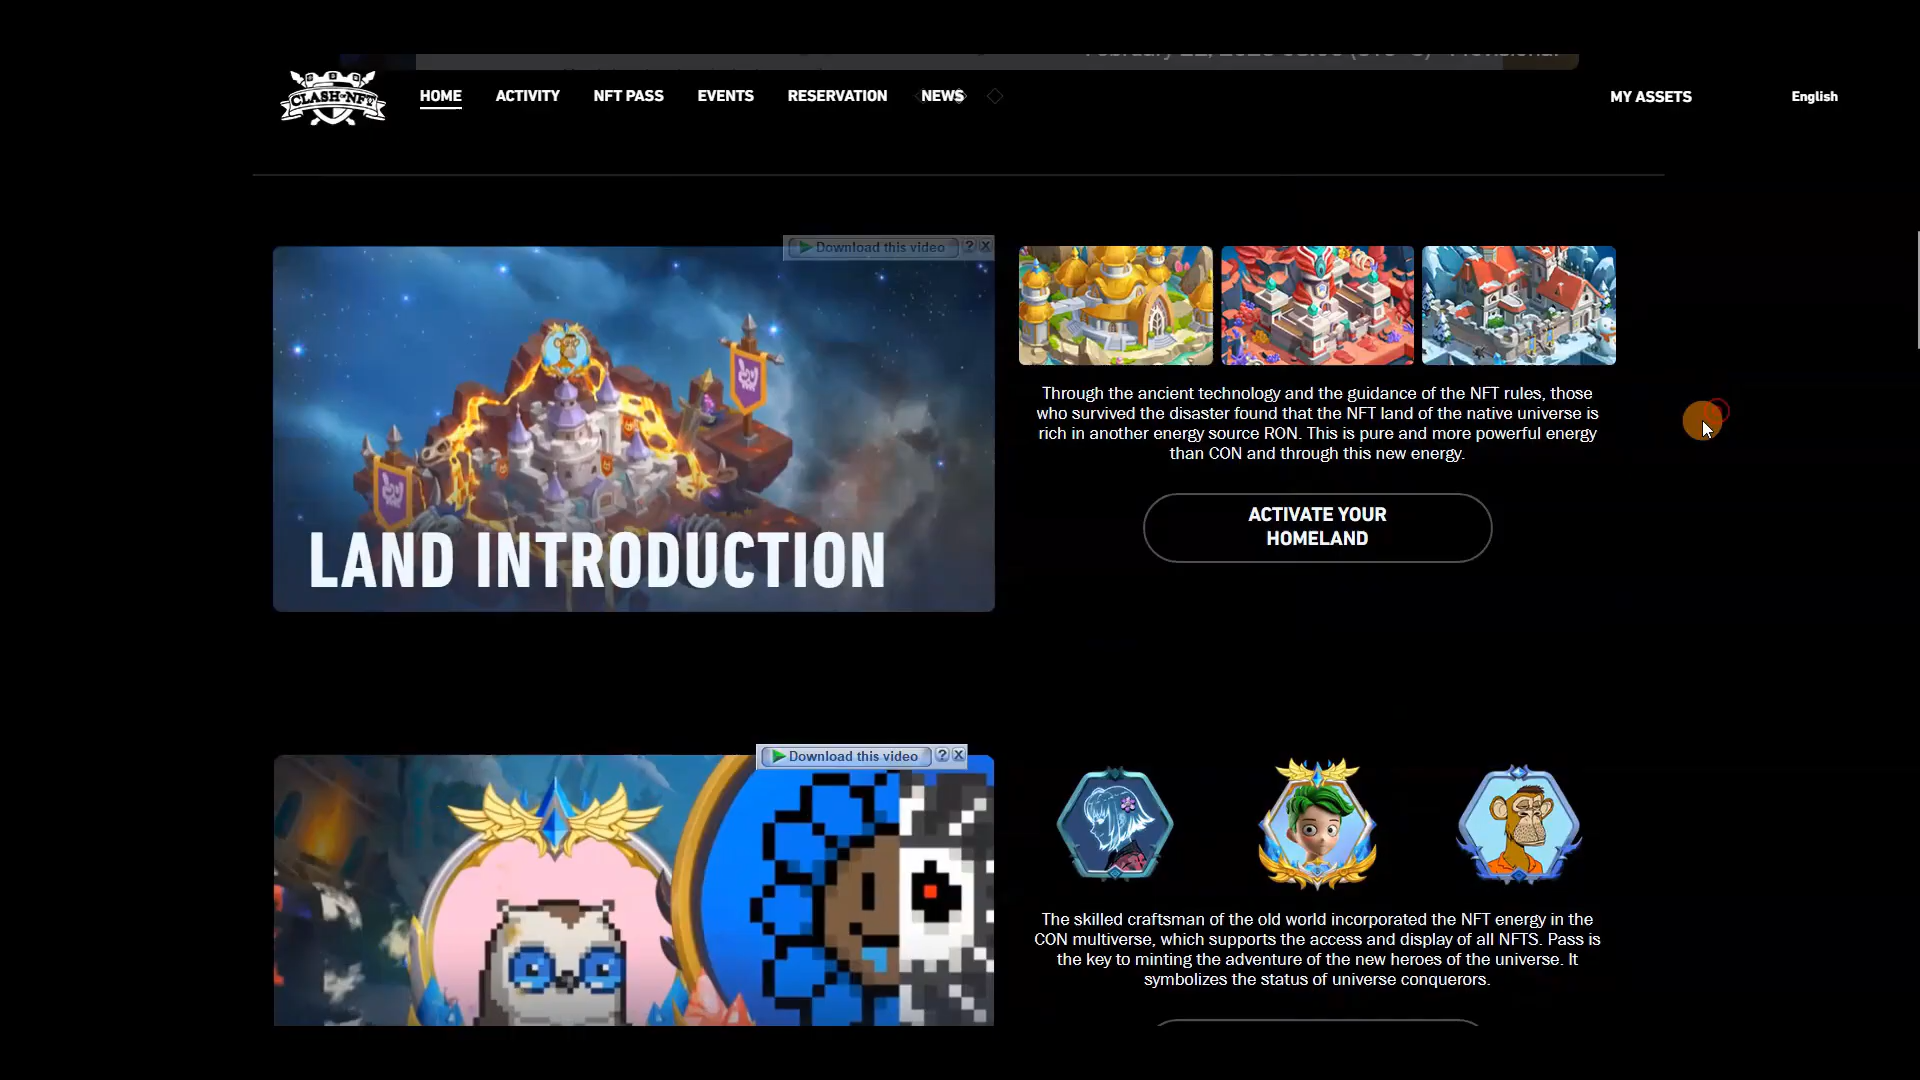 CLASH OF NFT
HOME
ACTIVITY
NFT PASS
EVENTS
RESERVATION
NEWS
MY ASSETS
English
Download this video
LAND INTRODUCTION
Through the ancient technology and the guidance of the NFT rules, those
who survived the disaster found that the NFT land of the native universe is
rich in another energy source RON. This is pure and more powerful energy
than CON and through this new energy.
ACTIVATE YOUR
HOMELAND
Download this video
The skilled craftsman of the old world incorporated the NFT energy in the
CON multiverse, which supports the access and display of all NFTS. Pass is
the key to minting the adventure of the new heroes of the universe. It
symbolizes the status of universe conquerors.